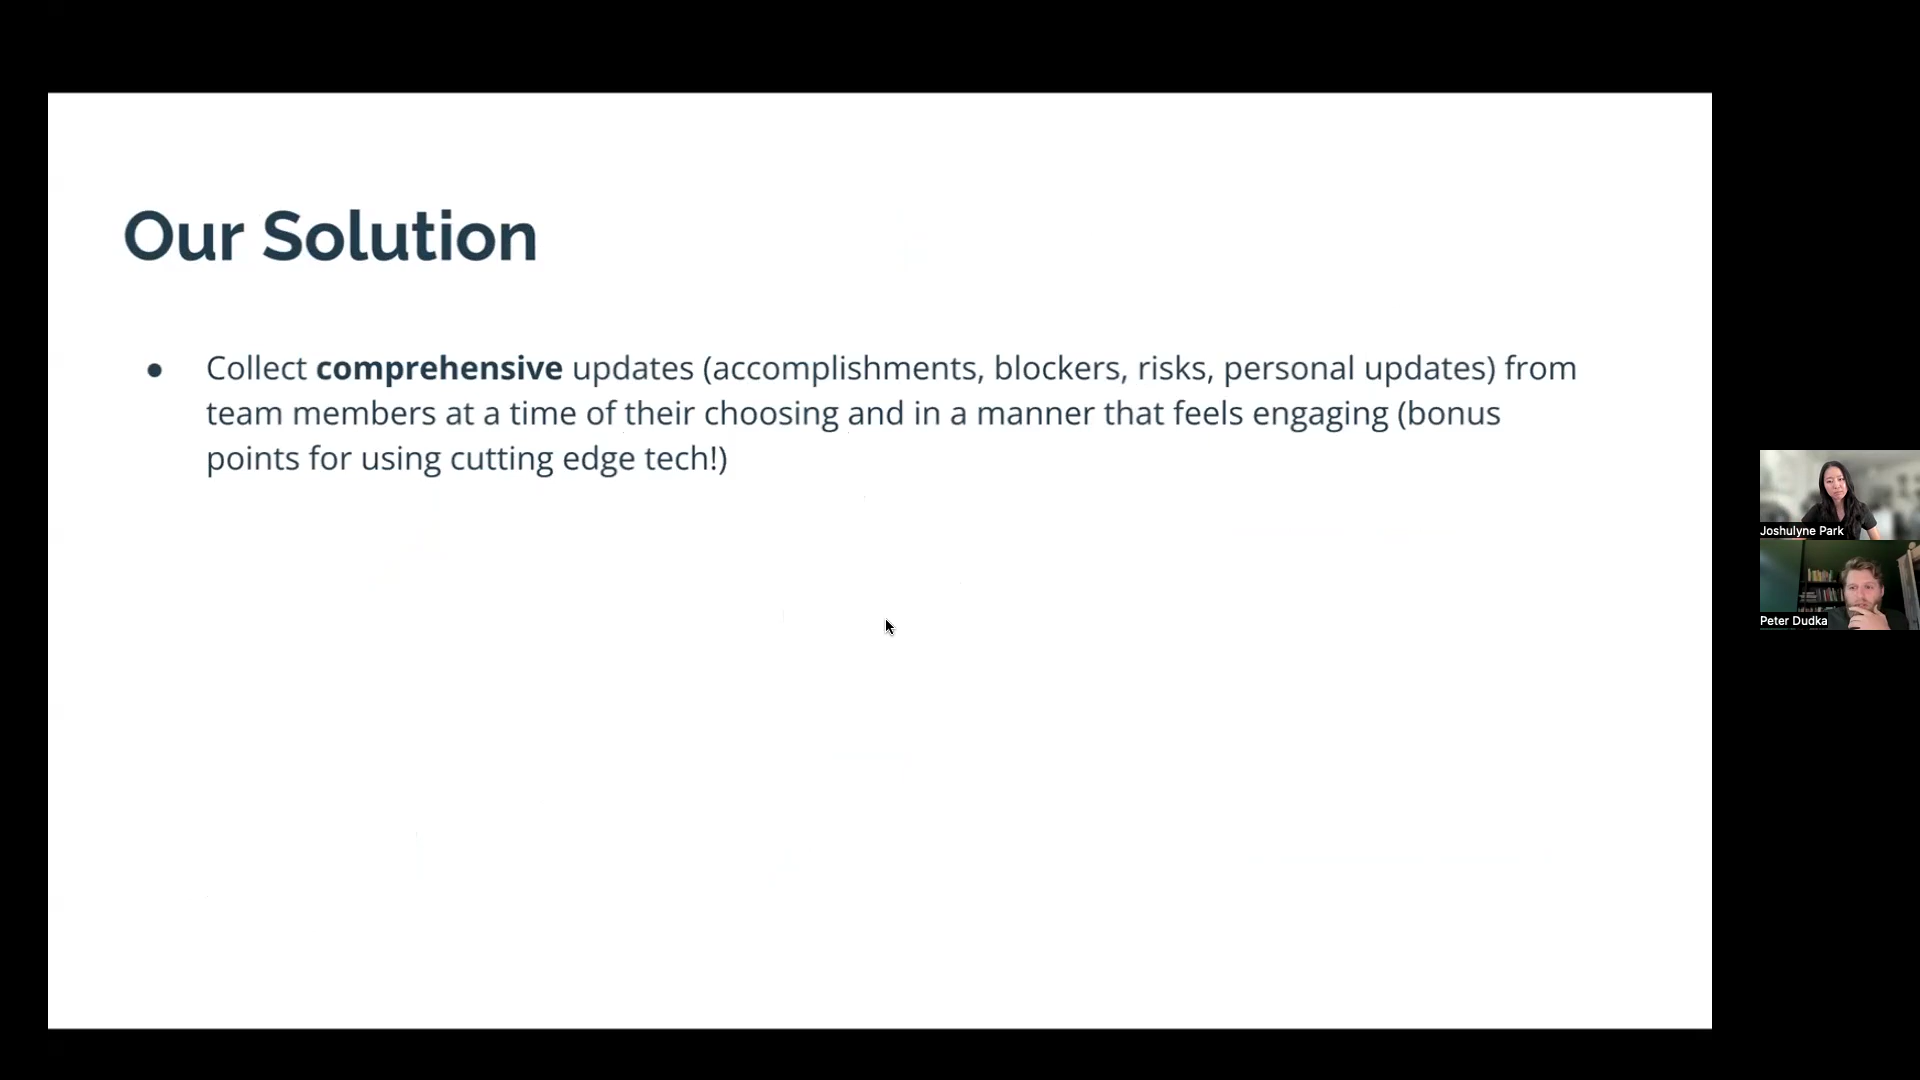 Our Solution
● Collect comprehensive updates (accomplishments, blockers, risks, personal updates) from
team members at a time of their choosing and in a manner that feels engaging (bonus
points for using cutting edge tech!)
Joshulyne Park
Peter Dudka